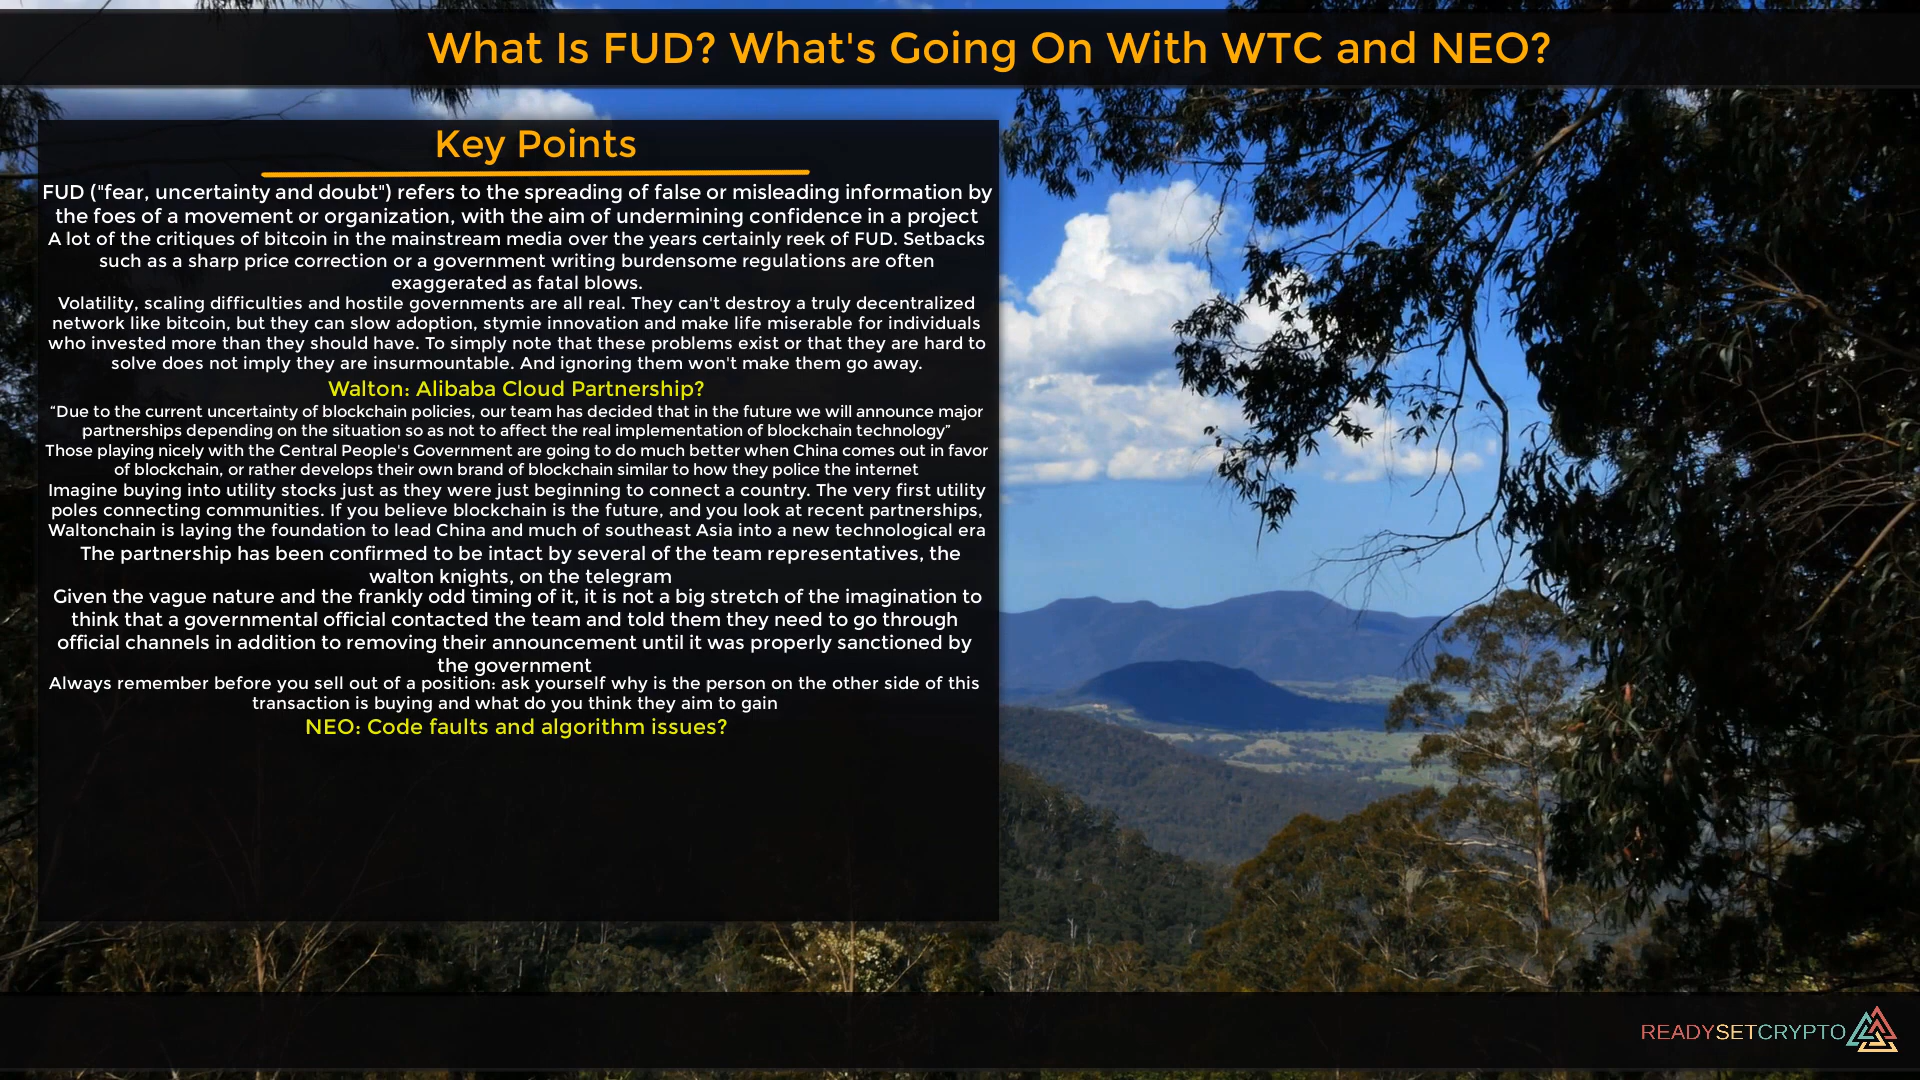 What Is FUD? What's Going On With WTC and NEO?
Key Points
FUD ("fear, uncertainty and doubt") refers to the spreading of false or misleading information by
the foes of a movement or organization, with the aim of undermining confidence in a project
A lot of the critiques of bitcoin in the mainstream media over the years certainly reek of FUD. Setbacks
such as a sharp price correction or a government writing burdensome regulations are often
exaggerated as fatal blows.
Volatility, scaling difficulties and hostile governments are all real. They can't destroy a truly decentralized
network like bitcoin, but they can slow adoption, stymie innovation and make life miserable for individuals
who invested more than they should have. To simply note that these problems exist or that they are hard to
solve does not imply they are insurmountable. And ignoring them won't make them go away.
Walton: Alibaba Cloud Partnership?
“Due to the current uncertainty of blockchain policies, our team has decided that in the future we will announce major
partnerships depending on the situation so as not to affect the real implementation of blockchain technology”
Those playing nicely with the Central People's Government are going to do much better when China comes out in favor
of blockchain, or rather develops their own brand of blockchain similar to how they police the internet
Imagine buying into utility stocks just as they were just beginning to connect a country. The very first utility
poles connecting communities. If you believe blockchain is the future, and you look at recent partnerships,
Waltonchain is laying the foundation to lead China and much of southeast Asia into a new technological era
The partnership has been confirmed to be intact by several of the team representatives, the
walton knights, on the telegram
Given the vague nature and the frankly odd timing of it, it is not a big stretch of the imagination to
think that a governmental official contacted the team and told them they need to go through
official channels in addition to removing their announcement until it was properly sanctioned by
the government
Always remember before you sell out of a position: ask yourself why is the person on the other side of this
transaction is buying and what do you think they aim to gain
NEO: Code faults and algorithm issues?
READYSETCRYPTO